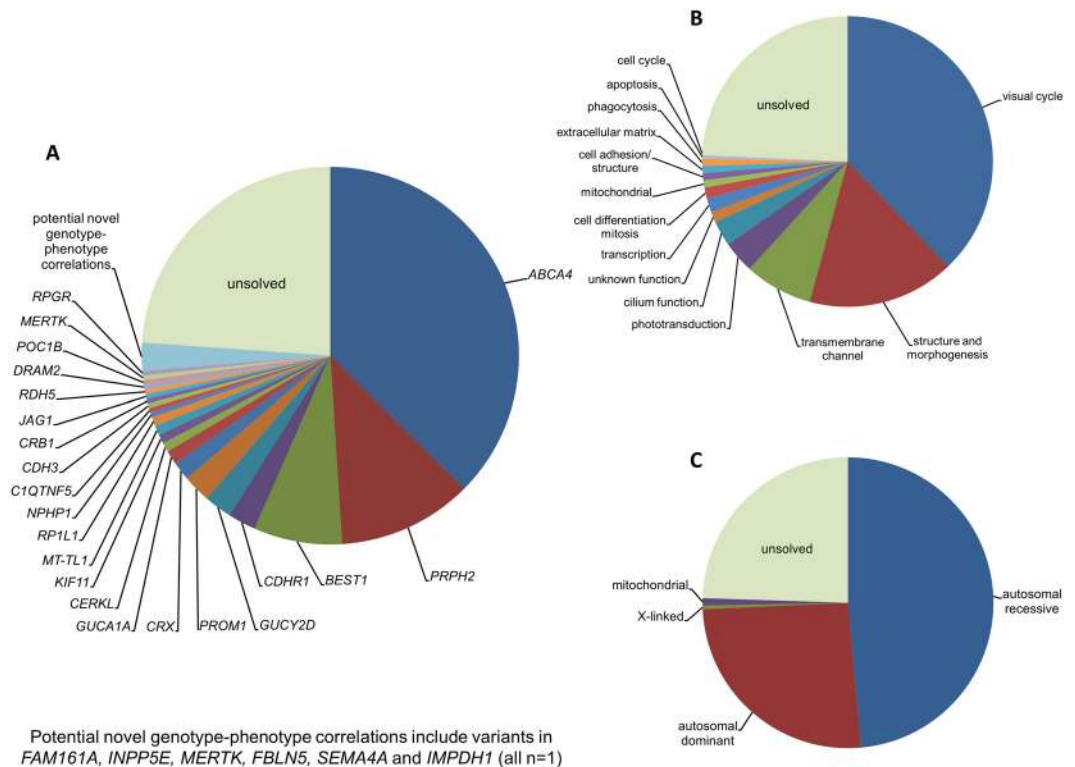 A
potential novel
genotype-
phenotype
correlations
RPGR
MERTK
POC1B
DRAM2
RDH5
JAG1
CRB1
CDH3
C1QTNF5
NPHP1
RP1L1
MT-TL1
KIF11
CERKL
GUCA1A
CRX
PROM1
GUCY2D
CDHR1
BEST1
PRPH2
ABCA4
unsolved
B
cell cycle
apoptosis
phagocytosis
extracellular matrix
cell adhesion/
structure
mitochondrial
cell differentiation
mitosis
transcription
unknown function
cilium function
phototransduction
transmembrane
channel
structure and
morphogenesis
visual cycle
unsolved
C
unsolved
mitochondrial
X-linked
autosomal
dominant
autosomal
recessive
Potential novel genotype-phenotype correlations include variants in
FAM161A, INPP5E, MERTK, FBLN5, SEMA4A and IMPDH1 (all n=1)